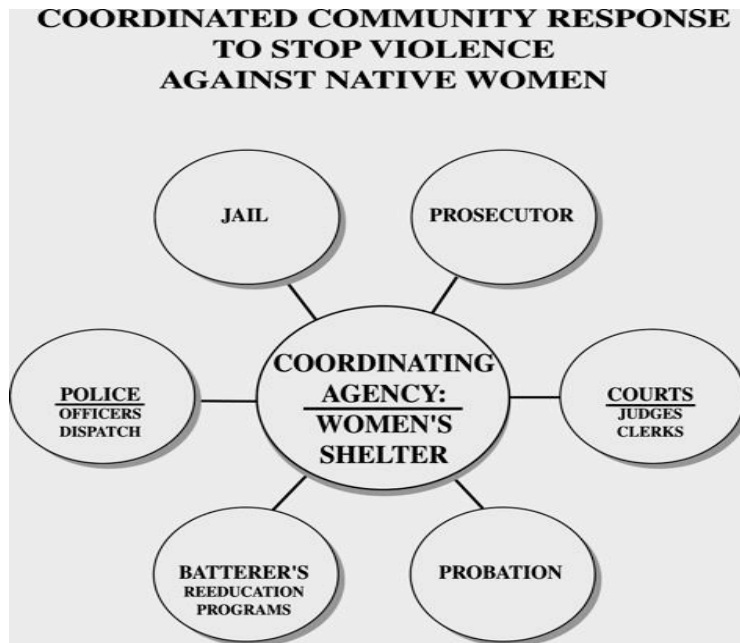 COORDINATED COMMUNITY RESPONSE
TO STOP VIOLENCE
AGAINST NATIVE WOMEN
JAIL
PROSECUTOR
POLICE
OFFICERS
DISPATCH
COORDINATING
AGENCY:
WOMEN'S
SHELTER
COURTS
JUDGES
CLERKS
BATTERER'S
REEDUCATION
PROGRAMS
PROBATION